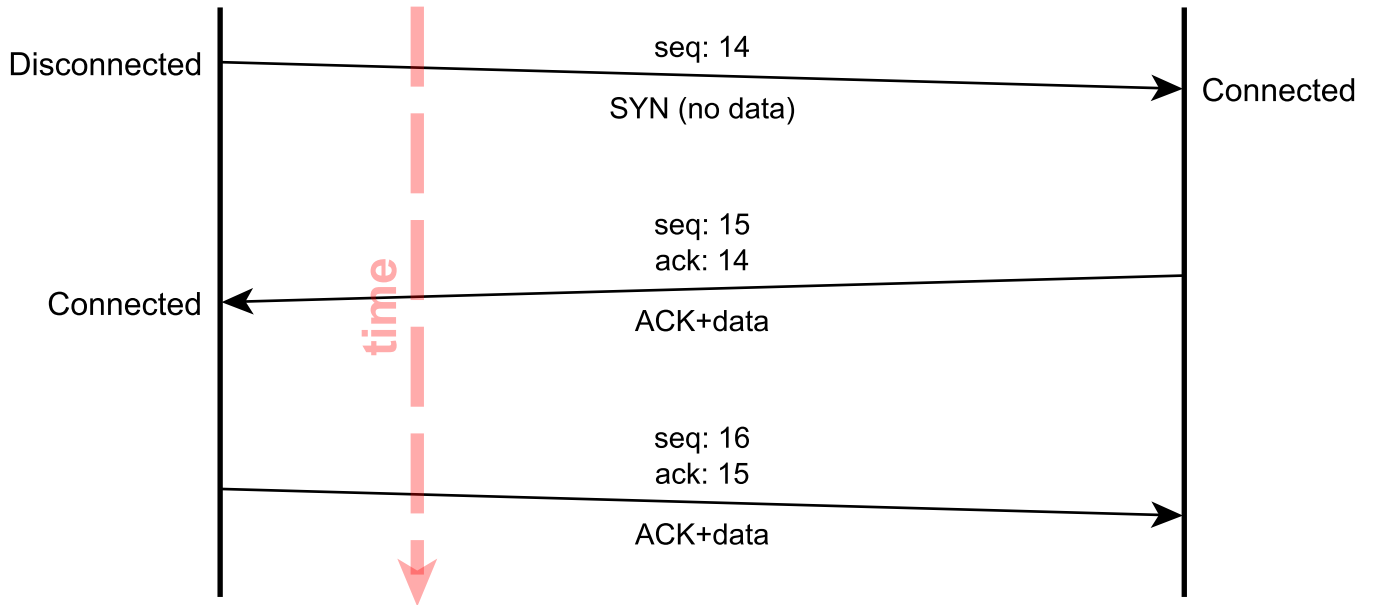 seq: 14
Disconnected
SYN (no data)
Connected
seq: 15
ack: 14
time
Connected
ACK+data
seq: 16
ack: 15
ACK+data